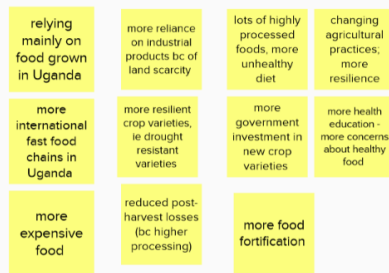 relying
mainly on
food grown
in Uganda
more reliance
on industrial
products bc of
land scarcity
lots of highly
processed
foods, more
unhealthy
diet
changing
agricultural
practices;
more
resilience
more
international
fast food
chains in
Uganda
more resilient
crop varieties,
ie drought
resistant
varieties
more
government
investment in
new crop
varieties
more health
education -
more concerns
about healthy
food
more
expensive
food
reduced post-
harvest losses
(bc higher
processing)
more food
fortification